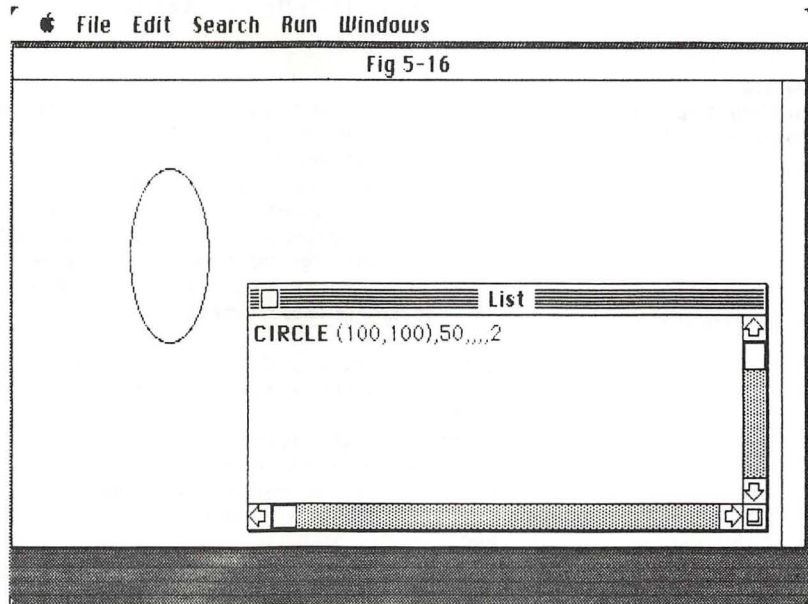 File Edit Search Run Windows
Fig 5-16
List
CIRCLE (100,100),50,,,,2